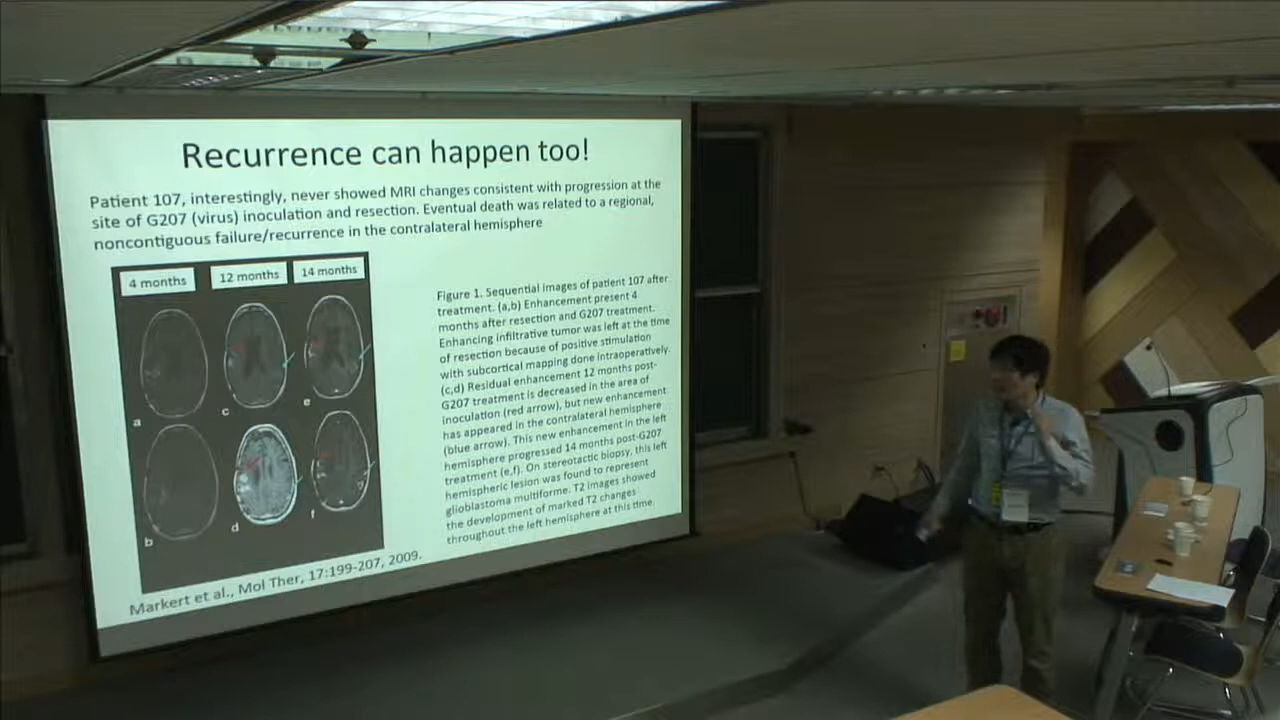 Recurrence can happen too!
Patient 107, interestingly, never showed MRI changes consistent with progression at the
site of G207 (virus) inoculation and resection. Eventual death was related to a regional,
noncontiguous failure/recurrence in the contralateral hemisphere
4 months
12 months
14 months
a
c
e
b
d
f
Figure 1. Sequential images of patient 107 after
treatment. (a,b) Enhancement present 4
months after resection and G207 treatment.
Enhancing infiltrative tumor was left at the time
of resection because of positive stimulation
with subcortical mapping done intraoperatively.
(c,d) Residual enhancement 12 months post-
G207 treatment is decreased in the area of
inoculation (red arrow), but new enhancement
has appeared in the contralateral hemisphere
(blue arrow). This new enhancement in the left
hemisphere progressed 14 months post-G207
treatment (e,f). On stereotactic biopsy, this left
hemispheric lesion was found to represent
glioblastoma multiforme. T2 images showed
the development of marked T2 changes
throughout the left hemisphere at this time.
Markert et al., Mol Ther, 17:199-207, 2009.